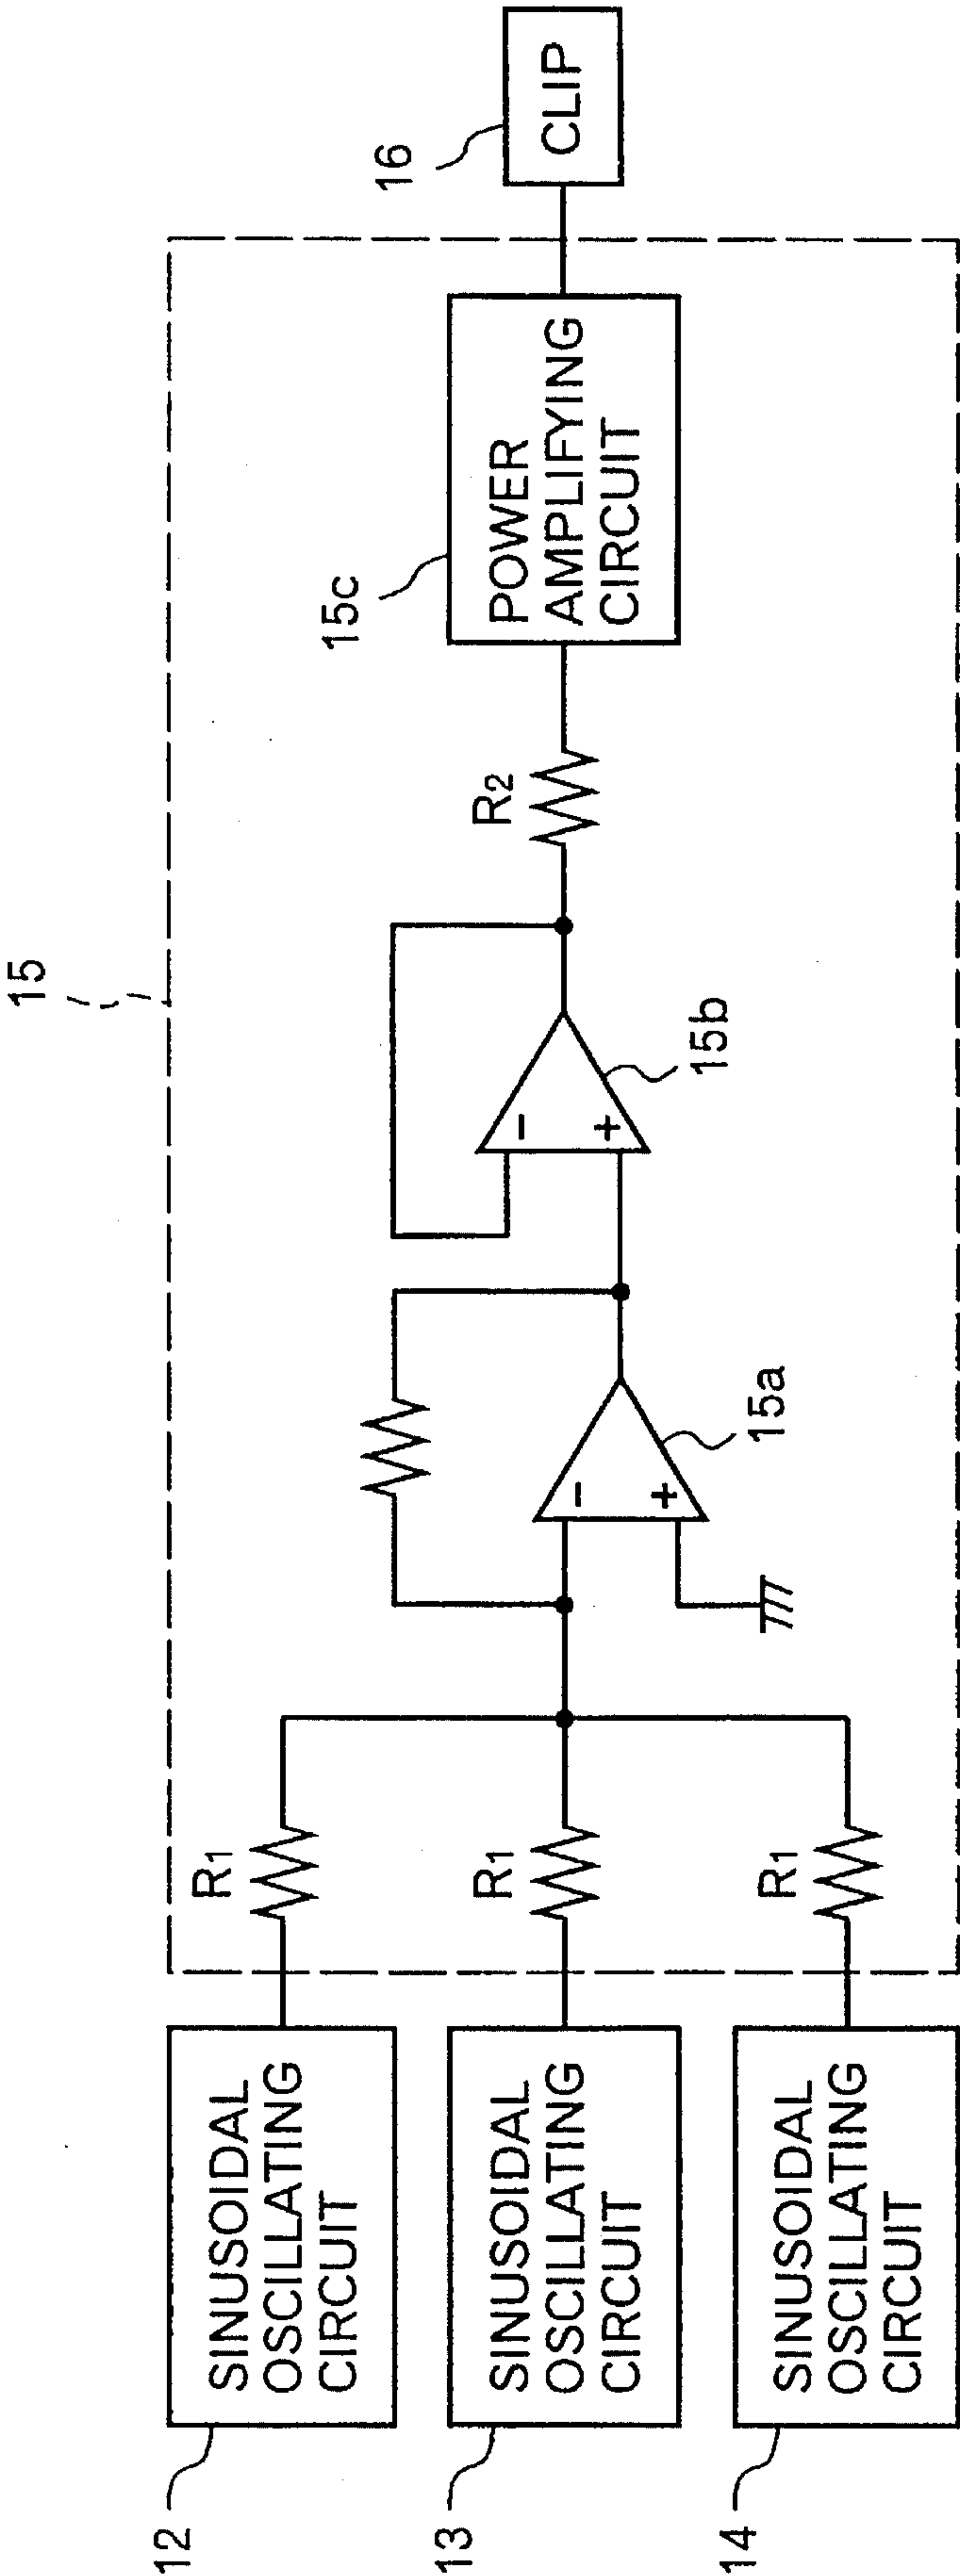 15
12
SINUSOIDAL
OSCILLATING
CIRCUIT
R1
13
SINUSOIDAL
OSCILLATING
CIRCUIT
R1
14
SINUSOIDAL
OSCILLATING
CIRCUIT
R1
-
+
15a
-
+
15b
R2
15c
POWER
AMPLIFYING
CIRCUIT
16
CLIP